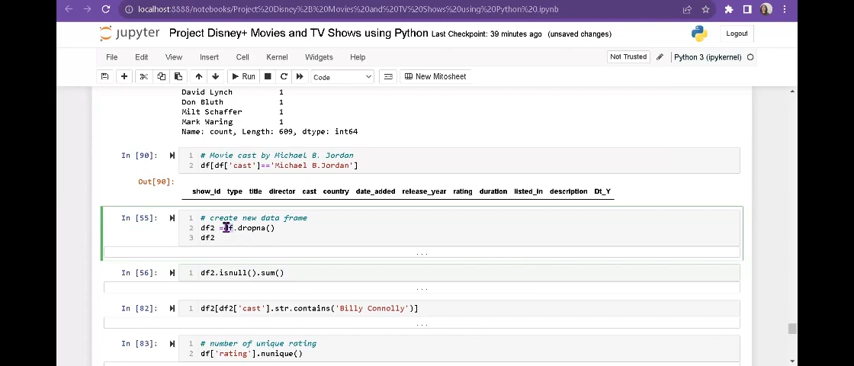 localhost:8888/notebooks/Project%20Disney%2B%20Movies%20and%20TV%20Shows%20using%20Python%20.ipynb
jupyter Project Disney+ Movies and TV Shows using Python Last Checkpoint: 39 minutes ago (unsaved changes) Logout
File Edit View Insert Cell Kernel Widgets Help Not Trusted Python 3 (ipykernel)
Run Code New Mitosheet
David Lynch 1
Don Bluth 1
Milt Schaffer 1
Mark Waring 1
Name: count, Length: 609, dtype: int64
In [90]: 1 # Movie cast by Michael B. Jordan
2 df[df['cast']=='Michael B.Jordan']
Out[90]:
show_id type title director cast country date_added release_year rating duration listed_in description Dt_Y
In [55]: 1 # create new data frame
2 df2 =df.dropna()
3 df2
...
In [56]: 1 df2.isnull().sum()
...
In [82]: 1 df2[df2['cast'].str.contains('Billy Connolly')]
...
In [83]: 1 # number of unique rating
2 df['rating'].nunique()